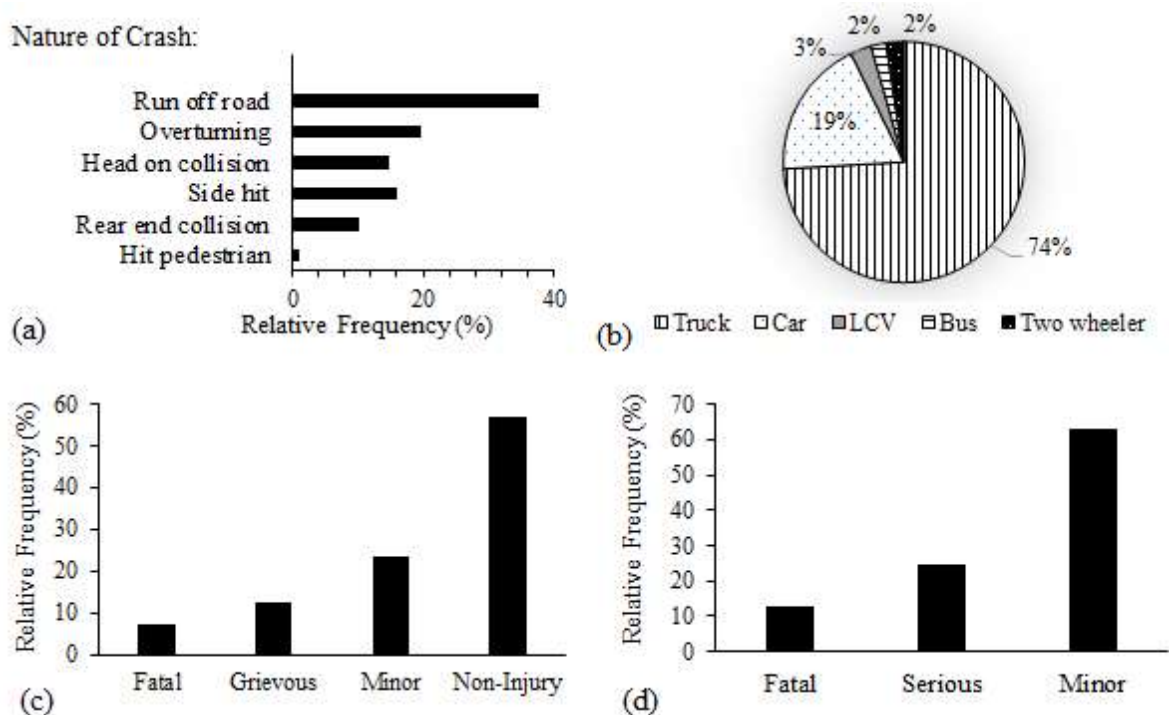 Nature of Crash:
Run off road
Overturning
Head on collision
Side hit
Rear end collision
Hit pedestrian
0 20 40
Relative Frequency (%)
(a)
2% 2%
3%
19%
74%
Truck Car LCV Bus Two wheeler
(b)
60
50
40
30
20
10
0
Relative Frequency (%)
Fatal Grievous Minor Non-Injury
(c)
70
60
50
40
30
20
10
0
Relative Frequency (%)
Fatal Serious Minor
(d)